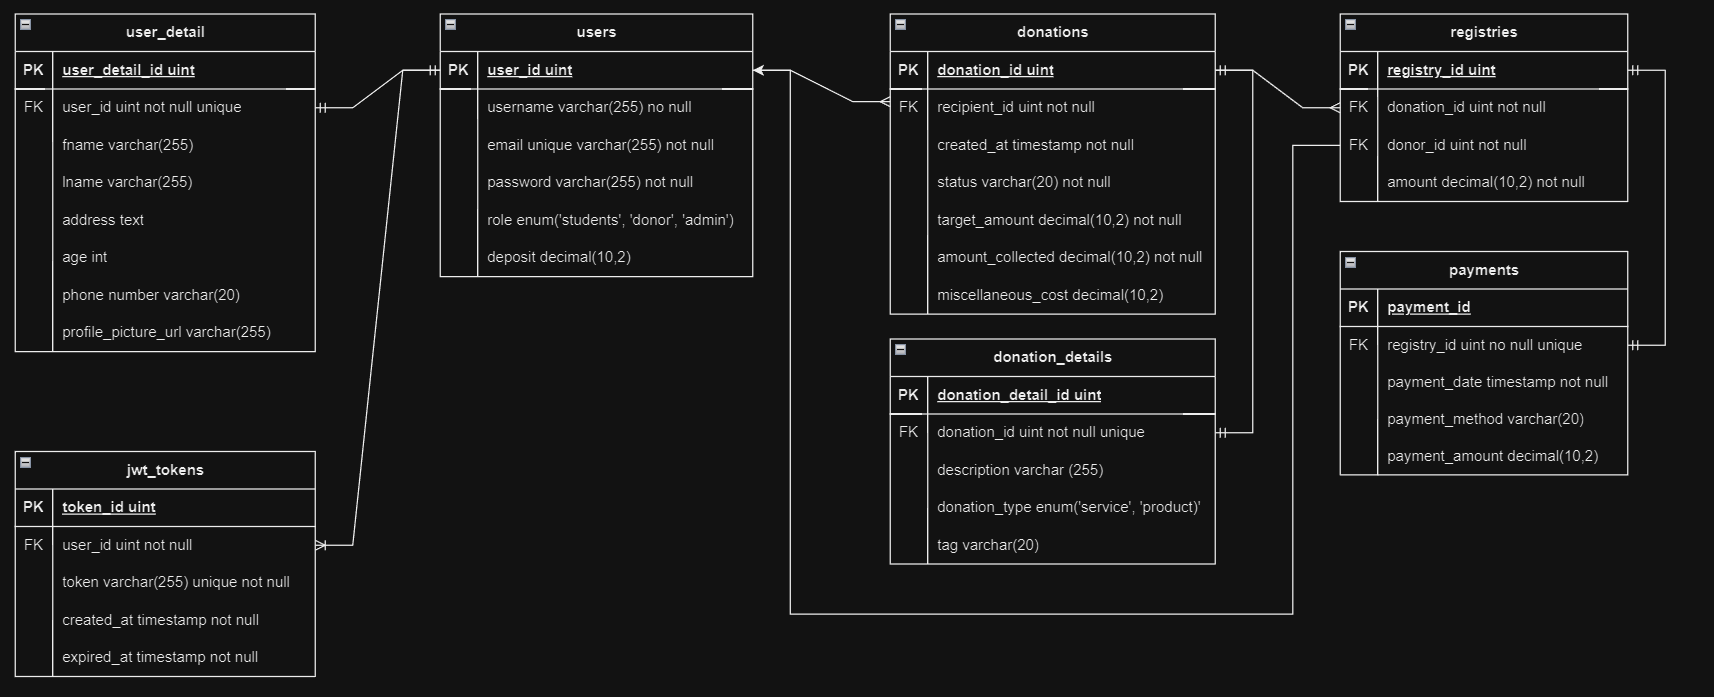 user_detail
PK user_detail_id uint
FK user_id uint not null unique
fname varchar(255)
lname varchar(255)
address text
age int
phone number varchar(20)
profile_picture_url varchar(255)
jwt_tokens
PK token_id uint
FK user_id uint not null
token varchar(255) unique not null
created_at timestamp not null
expired_at timestamp not null
users
PK user_id uint
username varchar(255) no null
email unique varchar(255) not null
password varchar(255) not null
role enum('students', 'donor', 'admin')
deposit decimal(10,2)
donations
PK donation_id uint
FK recipient_id uint not null
created_at timestamp not null
status varchar(20) not null
target_amount decimal(10,2) not null
amount_collected decimal(10,2) not null
miscellaneous_cost decimal(10,2)
donation_details
PK donation_detail_id uint
FK donation_id uint not null unique
description varchar (255)
donation_type enum('service', 'product)'
tag varchar(20)
registries
PK registry_id uint
FK donation_id uint not null
FK donor_id uint not null
amount decimal(10,2) not null
payments
PK payment_id
FK registry_id uint no null unique
payment_date timestamp not null
payment_method varchar(20)
payment_amount decimal(10,2)